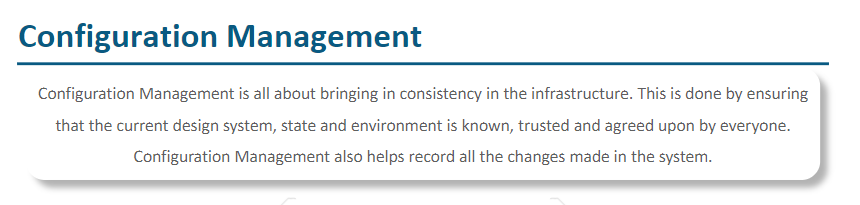 Configuration Management
Configuration Management is all about bringing in consistency in the infrastructure. This is done by ensuring
that the current design system, state and environment is known, trusted and agreed upon by everyone.
Configuration Management also helps record all the changes made in the system.